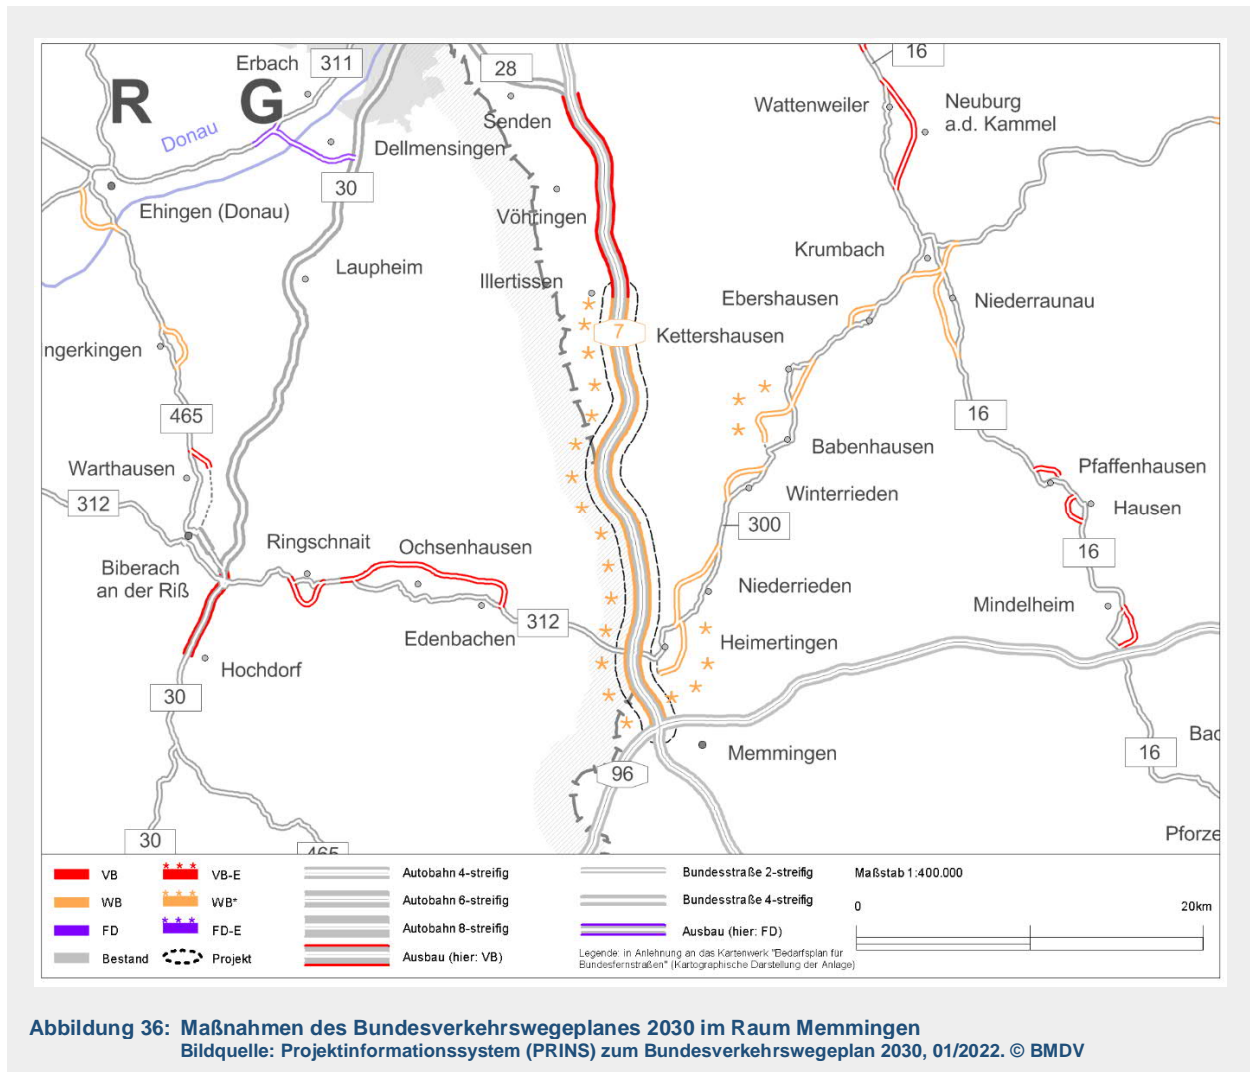 R G
Erbach
311
28
16
Wattenweiler
Neuburg
a.d. Kammel
Donau
Senden
Dellmensingen
30
Ehingen (Donau)
Vöhringen
Krumbach
Laupheim
Illertissen
Ebershausen
Niederraunau
7
Kettershausen
ingerkingen
465
16
Babenhausen
Pfaffenhausen
Warthausen
Winterrieden
Hausen
312
300
Ringschnait
Ochsenhausen
16
Biberach
an der Riß
Niederrieden
Mindelheim
312
Edenbachen
Heimertingen
Hochdorf
30
Bad
Memmingen
16
96
Pforze
30
465
VB
VB-E
Autobahn 4-streifig
Bundesstraße 2-streifig
Maßstab 1:400.000
WB
WB*
Autobahn 6-streifig
Bundesstraße 4-streifig
0
20km
FD
FD-E
Autobahn 8-streifig
Ausbau (hier: FD)
Bestand
Projekt
Ausbau (hier: VB)
Legende: in Anlehnung an das Kartenwerk "Bedarfsplan für
Bundesfernstraßen" (Kartographische Darstellung der Anlage)
Abbildung 36: Maßnahmen des Bundesverkehrswegeplanes 2030 im Raum Memmingen
Bildquelle: Projektinformationssystem (PRINS) zum Bundesverkehrswegeplan 2030, 01/2022. © BMDV